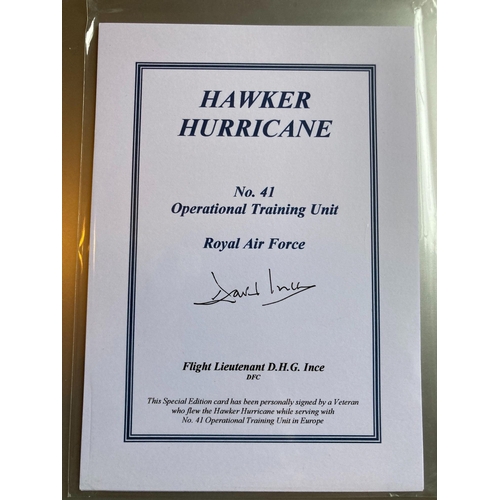 HAWKER
HURRICANE
No. 41
Operational Training Unit
Royal Air Force
David Ince
Flight Lieutenant D.H.G. Ince
DFC
This Special Edition card has been personally signed by a Veteran
who flew the Hawker Hurricane while serving with
No. 41 Operational Training Unit in Europe